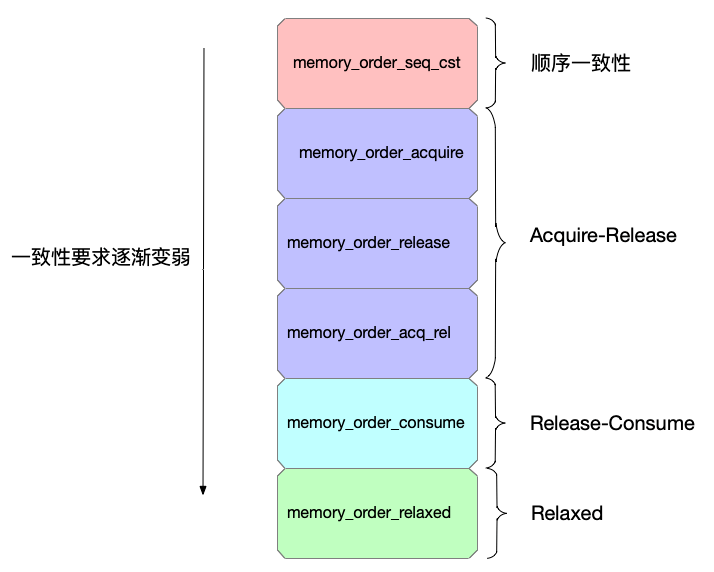 memory_order_seq_cst
顺序一致性
memory_order_acquire
memory_order_release
Acquire-Release
一致性要求逐渐变弱
memory_order_acq_rel
memory_order_consume
Release-Consume
memory_order_relaxed
Relaxed